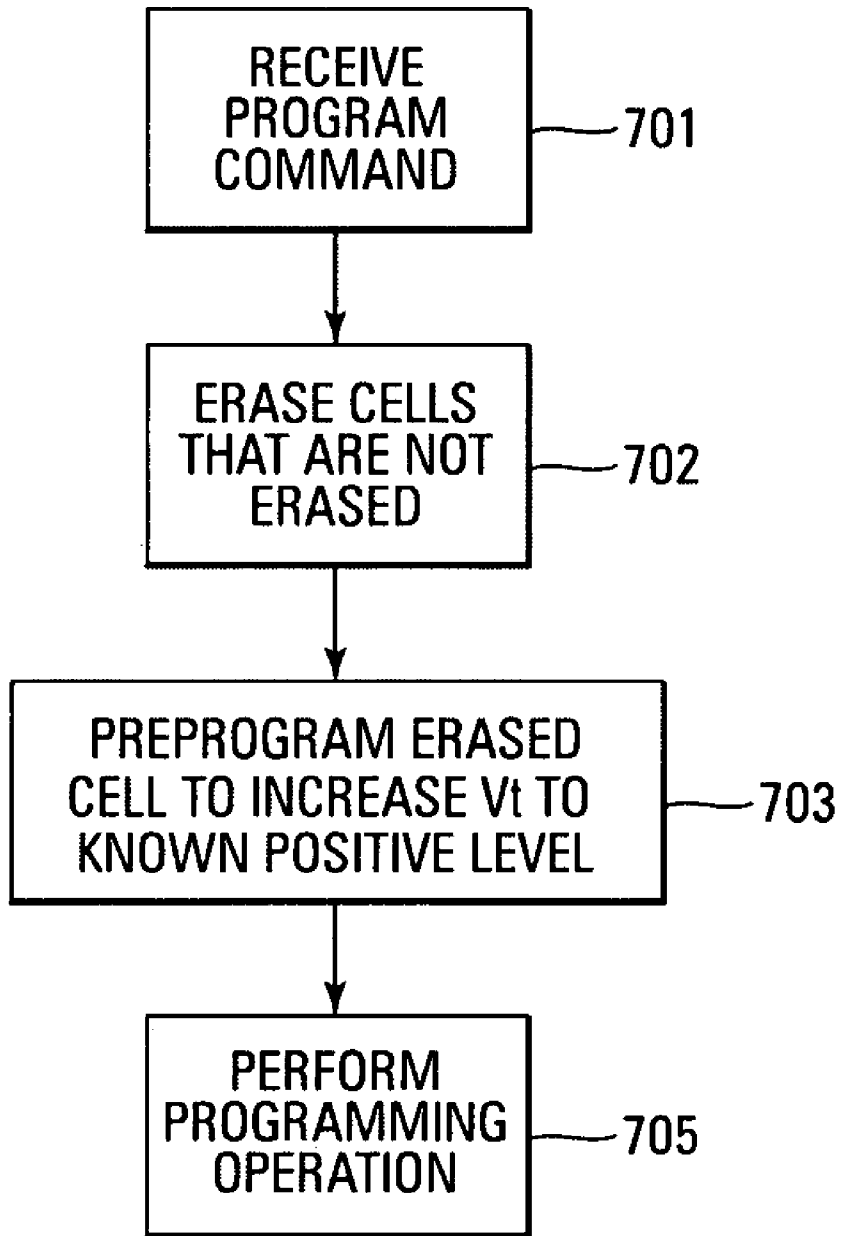 RECEIVE
PROGRAM
COMMAND
701
ERASE CELLS
THAT ARE NOT
ERASED
702
PREPROGRAM ERASED
CELL TO INCREASE Vt TO
KNOWN POSITIVE LEVEL
703
PERFORM
PROGRAMMING
OPERATION
705